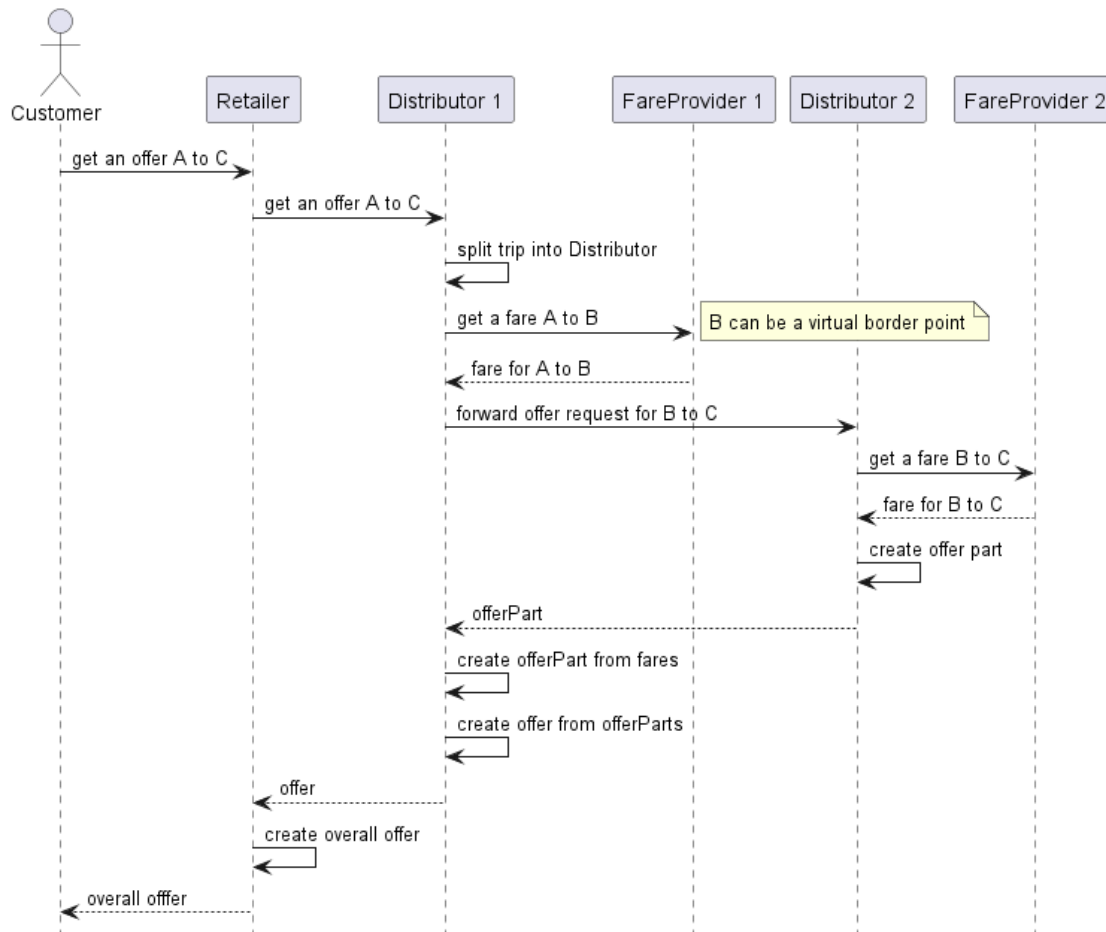 Customer
Retailer
Distributor 1
FareProvider 1
Distributor 2
FareProvider 2
get an offer A to C
get an offer A to C
split trip into Distributor
get a fare A to B
B can be a virtual border point
fare for A to B
forward offer request for B to C
get a fare B to C
fare for B to C
create offer part
offerPart
create offerPart from fares
create offer from offerParts
offer
create overall offer
overall offfer